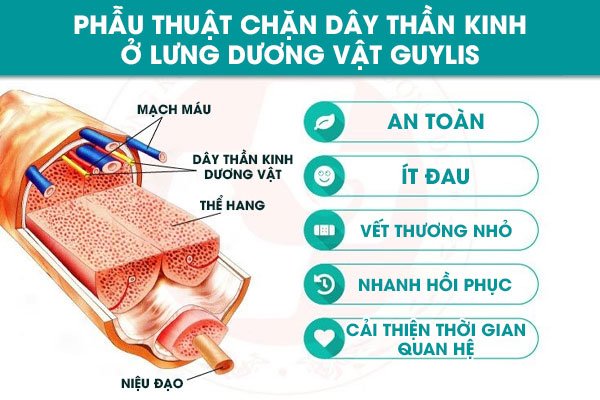 PHẪU THUẬT CHẶN DÂY THẦN KINH
Ở LƯNG DƯƠNG VẬT GUYLIS
MẠCH MÁU
DÂY THẦN KINH
DƯƠNG VẬT
THỂ HANG
NIỆU ĐẠO
AN TOÀN
ÍT ĐAU
VẾT THƯƠNG NHỎ
NHANH HỒI PHỤC
CẢI THIỆN THỜI GIAN
QUAN HỆ